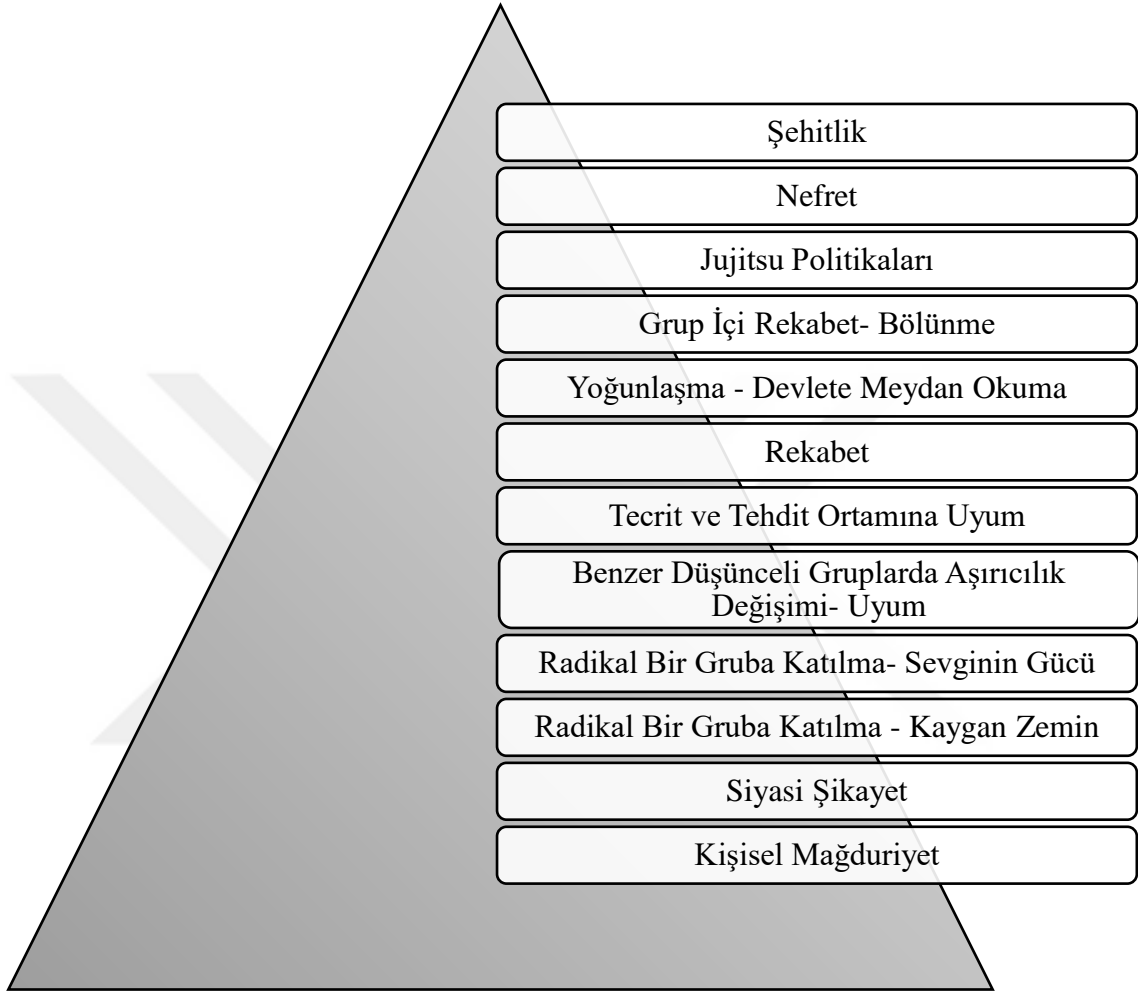 Şehitlik
Nefret
Jujitsu Politikaları
Grup İçi Rekabet- Bölünme
Yoğunlaşma - Devlete Meydan Okuma
Rekabet
Tecrit ve Tehdit Ortamına Uyum
Benzer Düşünceli Gruplarda Aşırıcılık
Değişimi- Uyum
Radikal Bir Gruba Katılma- Sevginin Gücü
Radikal Bir Gruba Katılma - Kaygan Zemin
Siyasi Şikayet
Kişisel Mağduriyet